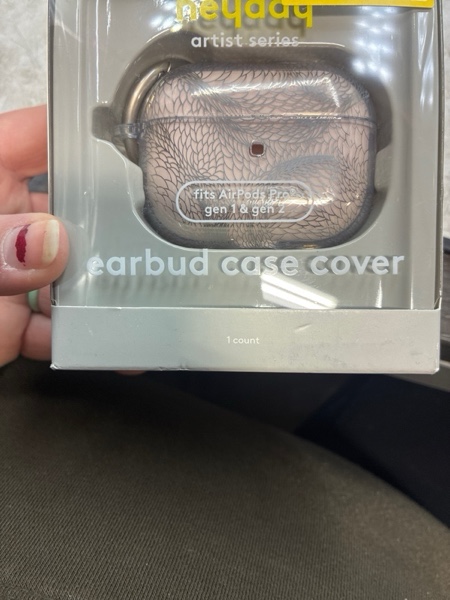 heyday
artist series
fits AirPods Pro
gen 1 & gen 2
earbud case cover
1 count